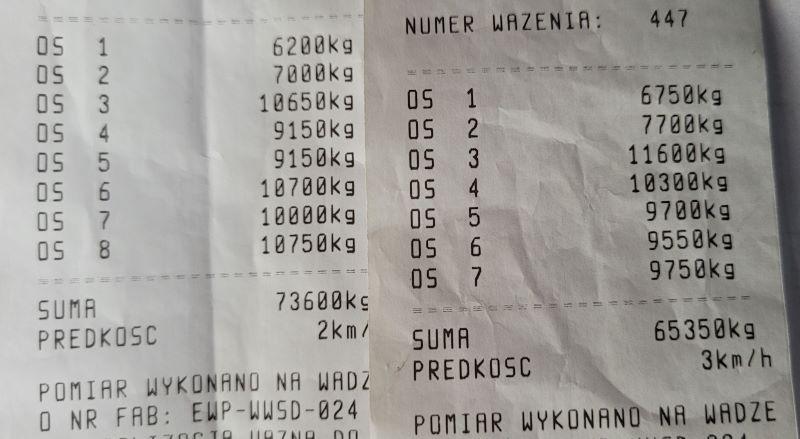 OS 1 6200kg
OS 2 7000kg
OS 3 10650kg
OS 4 9150kg
OS 5 9150kg
OS 6 10700kg
OS 7 10000kg
OS 8 10750kg
SUMA 73600kg
PREDKOSC 2km/
POMIAR WYKONANO NA WADZ
O NR FAB: EWP-WWSD-024
WAZNA DO
NUMER WAZENIA: 447
OS 1 6750kg
OS 2 7700kg
OS 3 11600kg
OS 4 10300kg
OS 5 9700kg
OS 6 9550kg
OS 7 9750kg
SUMA 65350kg
PREDKOSC 3km/h
POMIAR WYKONANO NA WADZE